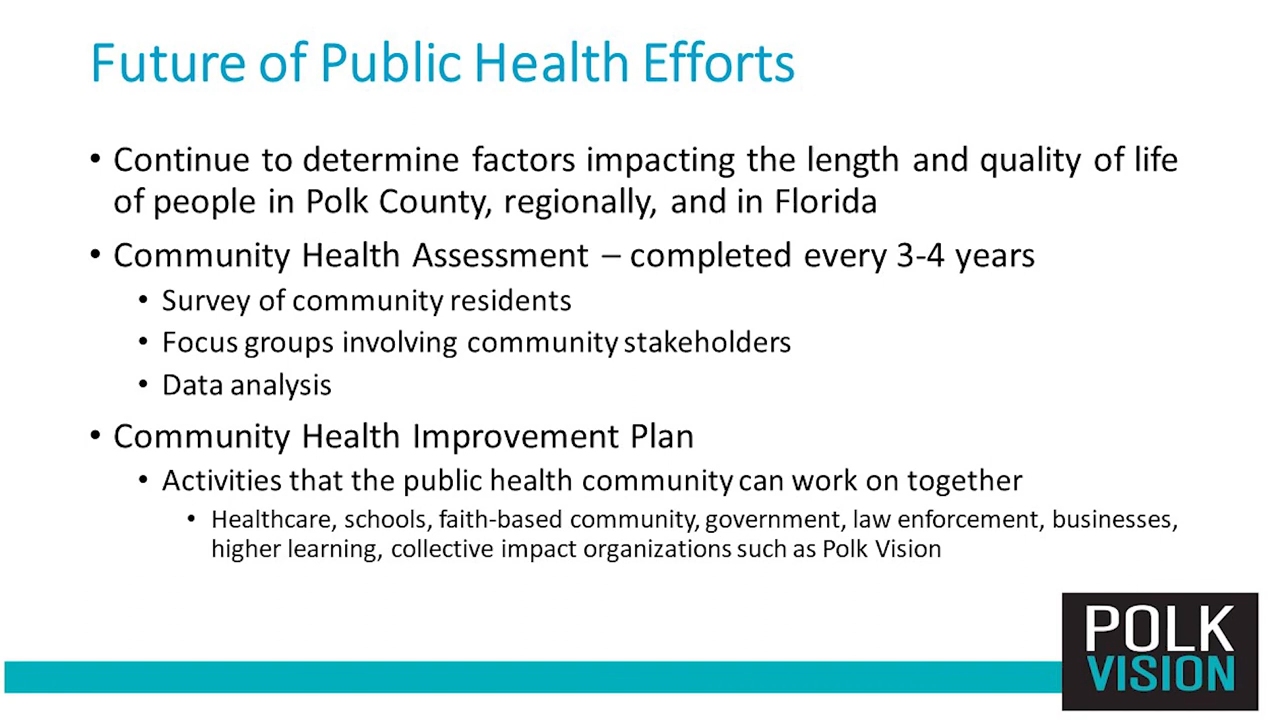 Future of Public Health Efforts
• Continue to determine factors impacting the length and quality of life
of people in Polk County, regionally, and in Florida
• Community Health Assessment – completed every 3-4 years
• Survey of community residents
• Focus groups involving community stakeholders
• Data analysis
• Community Health Improvement Plan
• Activities that the public health community can work on together
• Healthcare, schools, faith-based community, government, law enforcement, businesses,
higher learning, collective impact organizations such as Polk Vision
POLK
VISION